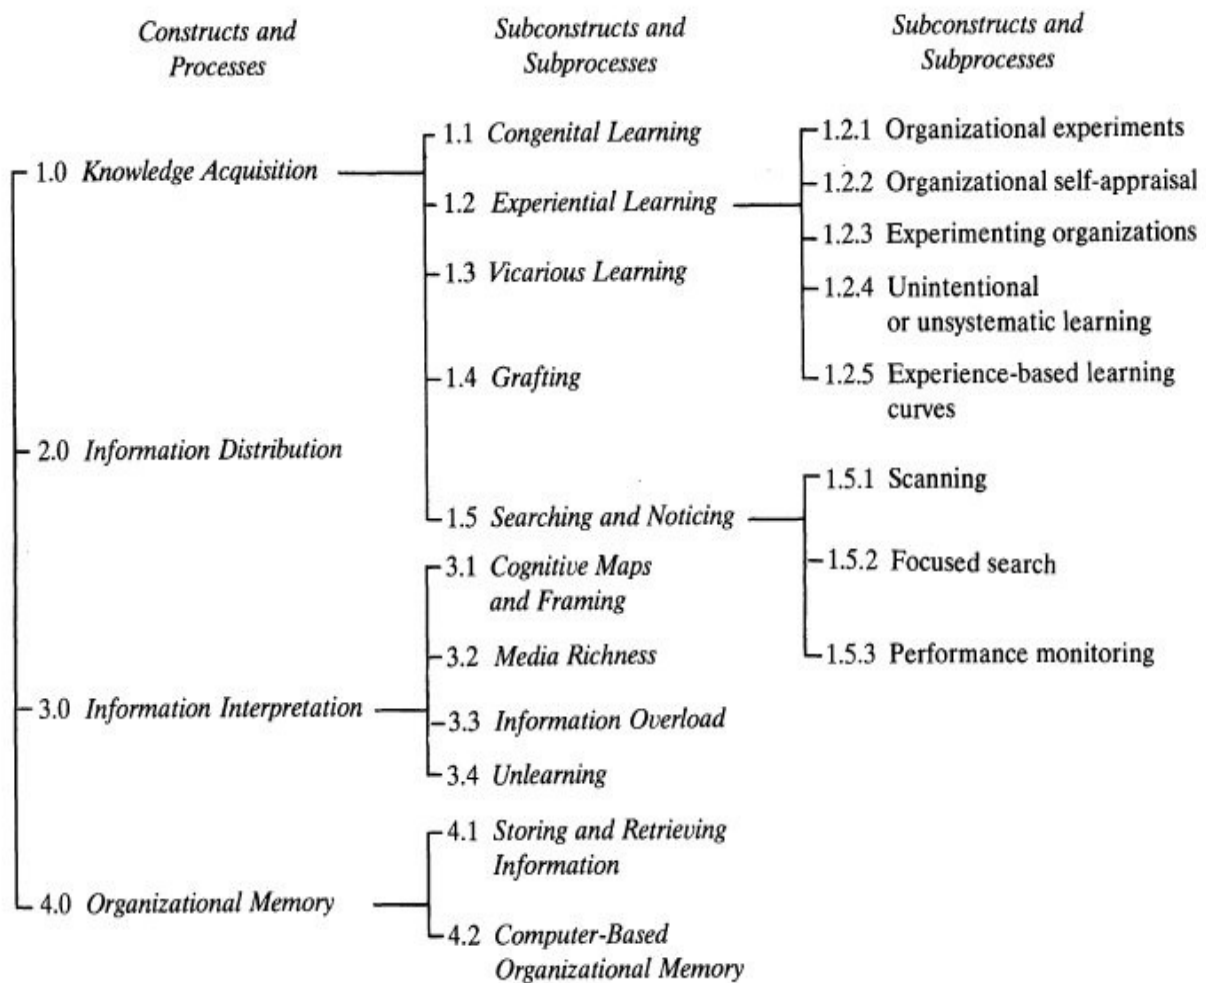 Constructs and
Processes
Subconstructs and
Subprocesses
Subconstructs and
Subprocesses
1.0 Knowledge Acquisition
1.1 Congenital Learning
1.2 Experiential Learning
1.2.1 Organizational experiments
1.2.2 Organizational self-appraisal
1.2.3 Experimenting organizations
1.2.4 Unintentional
or unsystematic learning
1.2.5 Experience-based learning
curves
1.3 Vicarious Learning
1.4 Grafting
1.5 Searching and Noticing
1.5.1 Scanning
1.5.2 Focused search
1.5.3 Performance monitoring
2.0 Information Distribution
3.0 Information Interpretation
3.1 Cognitive Maps
and Framing
3.2 Media Richness
3.3 Information Overload
3.4 Unlearning
4.0 Organizational Memory
4.1 Storing and Retrieving
Information
4.2 Computer-Based
Organizational Memory